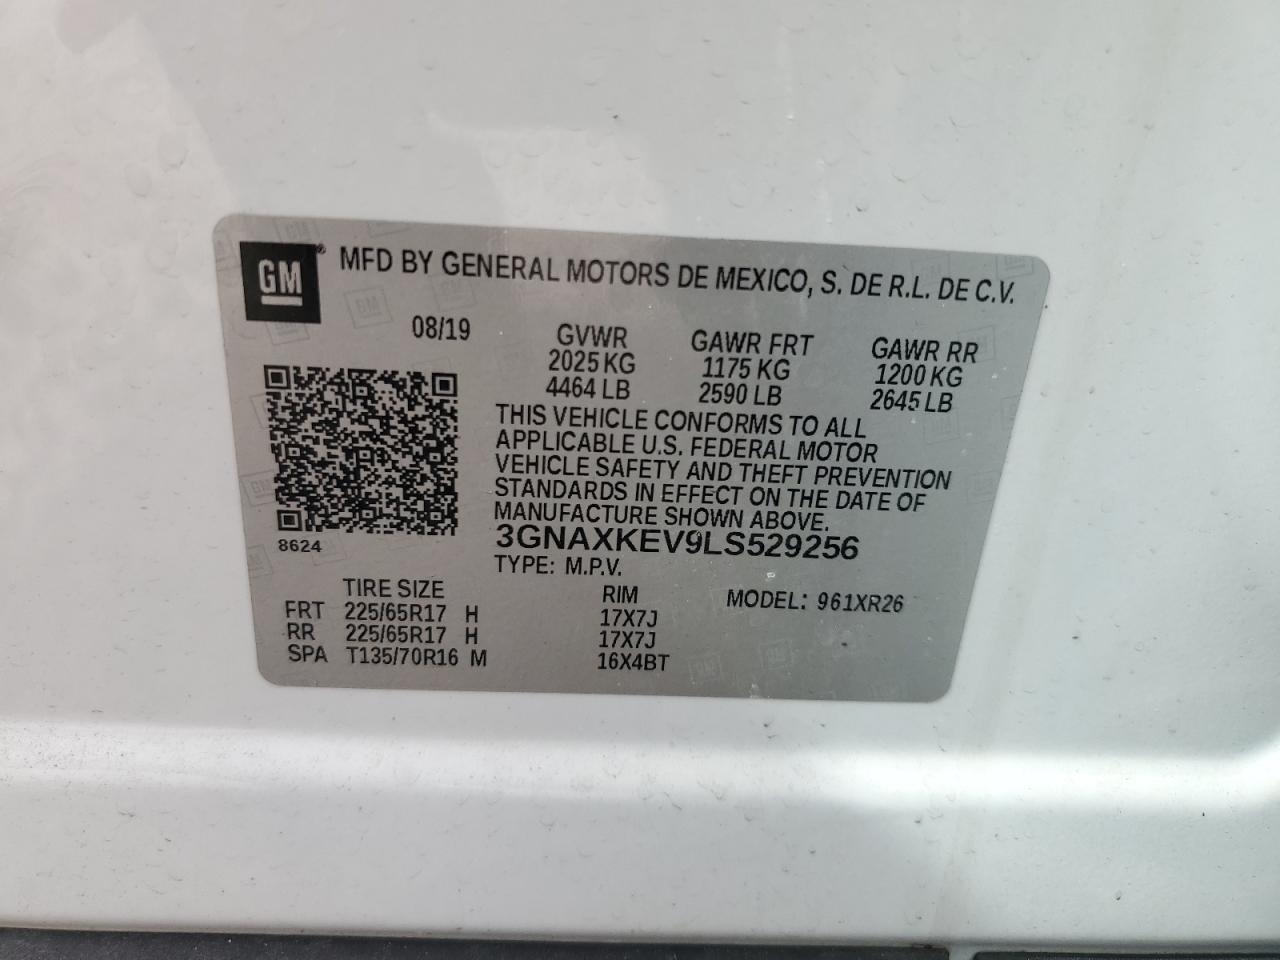 GM® MFD BY GENERAL MOTORS DE MEXICO, S. DE R.L. DE C.V.
08/19 GVWR GAWR FRT GAWR RR
2025 KG 1175 KG 1200 KG
4464 LB 2590 LB 2645 LB
THIS VEHICLE CONFORMS TO ALL
APPLICABLE U.S. FEDERAL MOTOR
VEHICLE SAFETY AND THEFT PREVENTION
STANDARDS IN EFFECT ON THE DATE OF
MANUFACTURE SHOWN ABOVE.
8624 3GNAXKEV9LS529256
TYPE: M.P.V.
TIRE SIZE RIM MODEL: 961XR26
FRT 225/65R17 H 17X7J
RR 225/65R17 H 17X7J
SPA T135/70R16 M 16X4BT